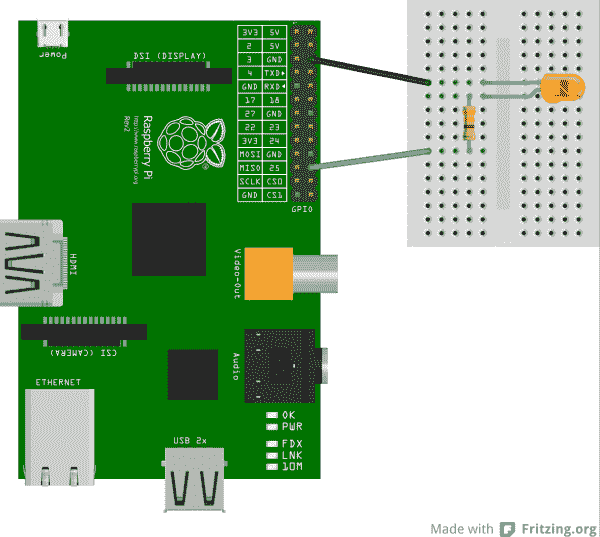 Power
DSI (DISPLAY)
3V3 5V
2 5V
3 GND
4 TXD
GND RXD
17 18
27 GND
22 23
3V3 24
MOSI GND
MISO 25
SCLK CS0
GND CS1
GPIO
Raspberry Pi
Rev2
http://www.raspberrypi.org
HDMI
Video-Out
CSI (CAMERA)
Audio
ETHERNET
USB 2x
OK
PWR
FDX
LNK
10M
Made with Fritzing.org